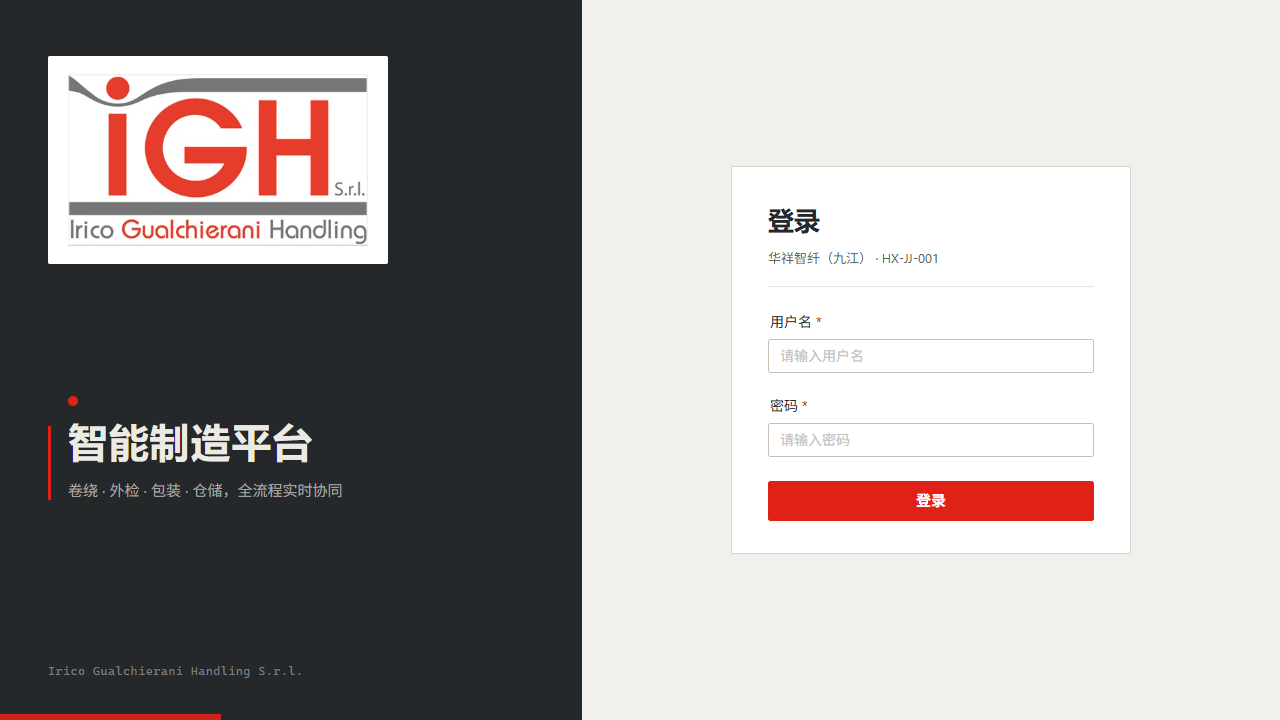 iGH
S.r.l.
Irico Gualchierani Handling
智能制造平台
卷绕 · 外检 · 包装 · 仓储，全流程实时协同
Irico Gualchierani Handling S.r.l.
登录
华祥智纤（九江） · HX-JJ-001
用户名 *
请输入用户名
密码 *
请输入密码
登录